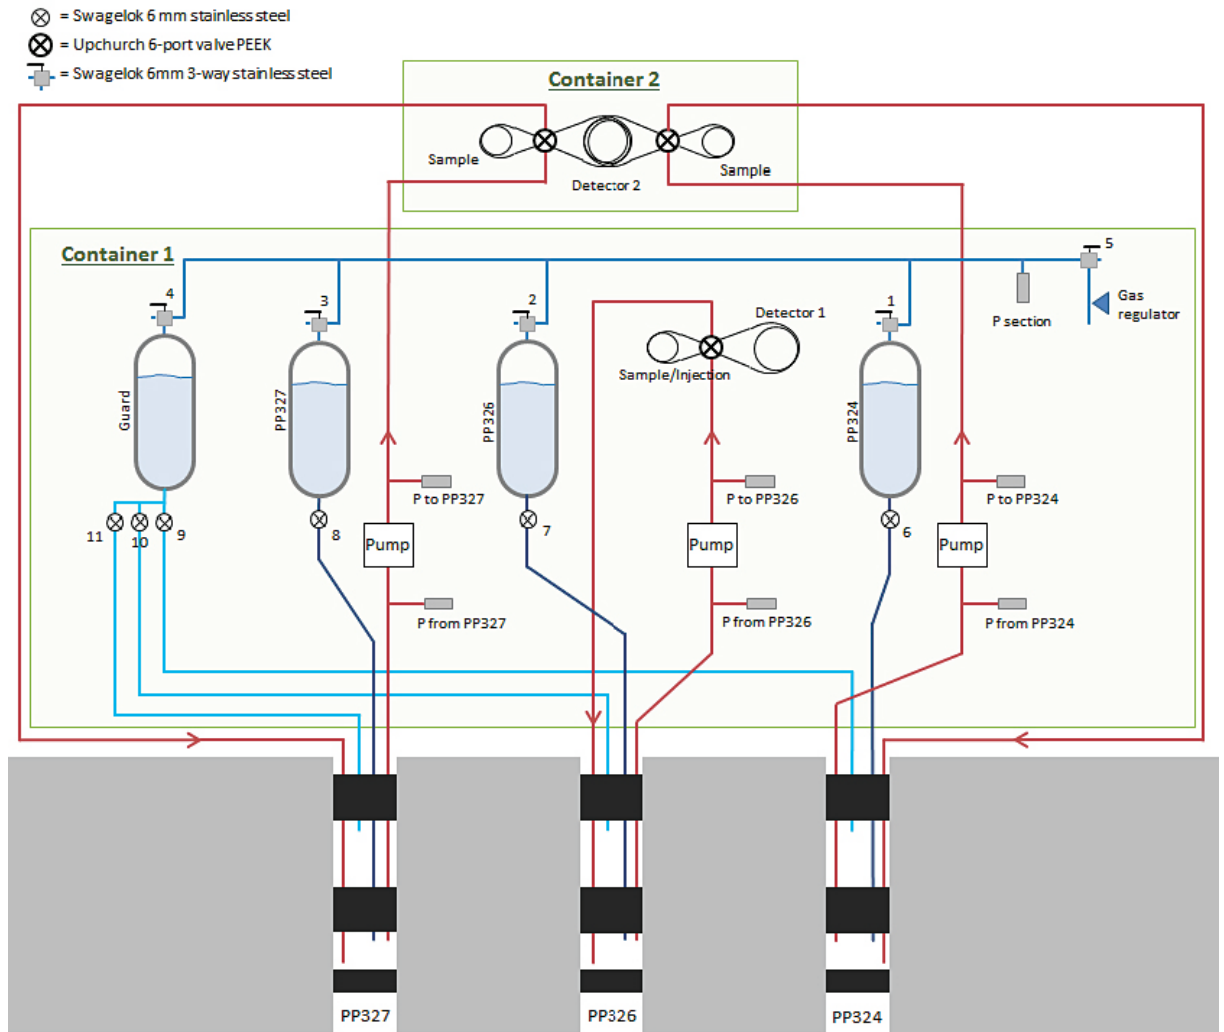 = Swagelok 6 mm stainless steel
= Upchurch 6-port valve PEEK
= Swagelok 6mm 3-way stainless steel
Container 2
Sample
Detector 2
Sample
Container 1
5
4
3
2
1
Gas
regulator
P section
Detector 1
Sample/Injection
Guard
PP327
PP326
PP324
P to PP327
P to PP326
P to PP324
11
10
9
8
7
6
Pump
Pump
Pump
P from PP327
P from PP326
P from PP324
PP327
PP326
PP324